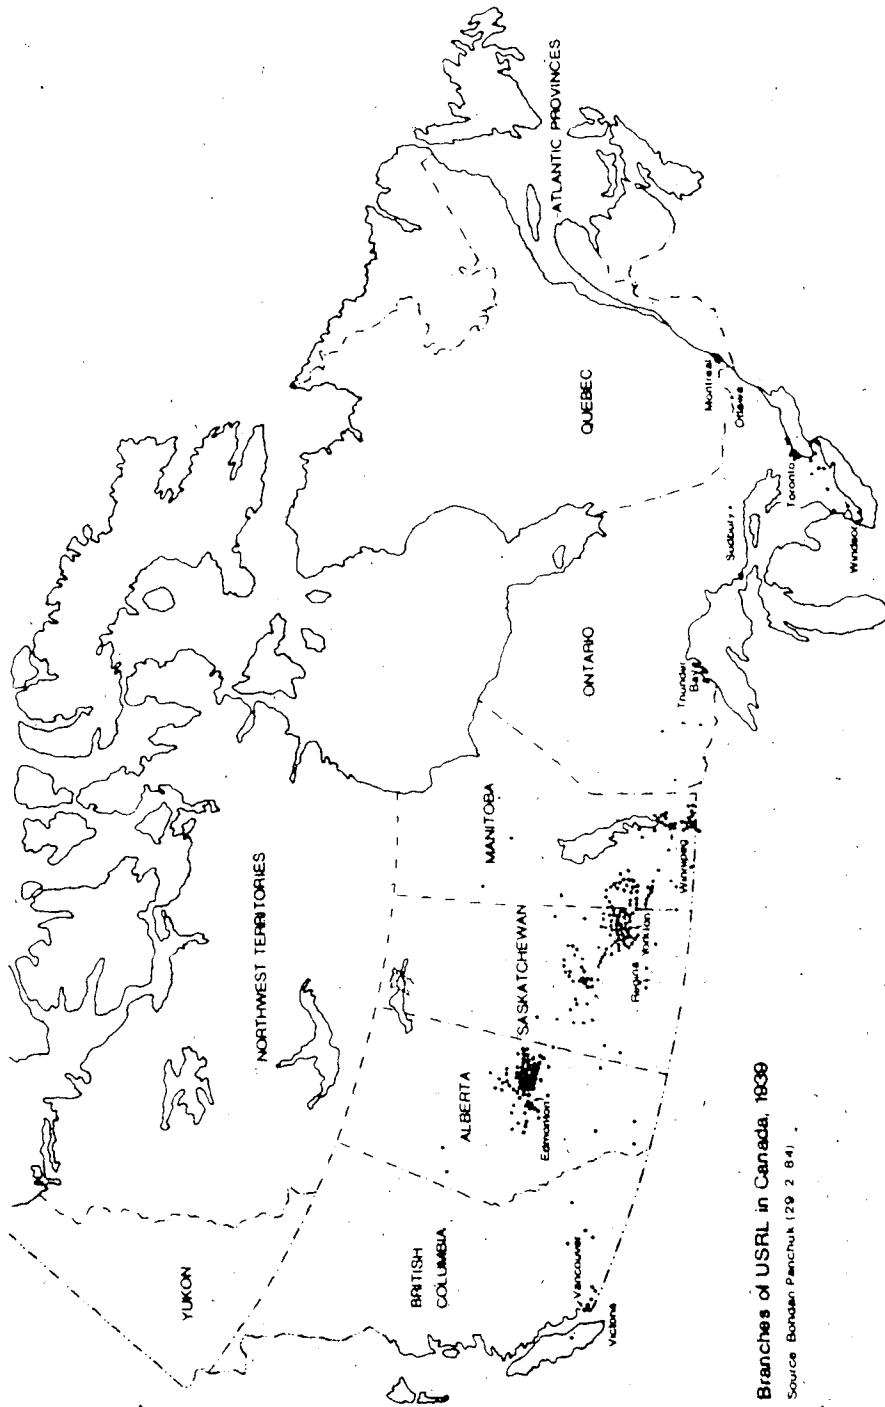 YUKON
NORTHWEST TERRITORIES
BRITISH
COLUMBIA
ALBERTA
SASKATCHEWAN
MANITOBA
ONTARIO
QUEBEC
ATLANTIC PROVINCES
Victoria
Vancouver
Edmonton
Regina
Yorkton
Winnipeg
Thunder
Bay
Sudbury
Windsor
Toronto
Ottawa
Montreal
Branches of USRL in Canada, 1939
Source Bohdan Panchuk (29 2 84)